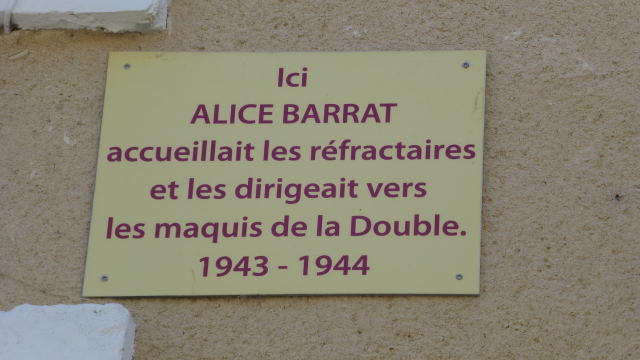 Ici
ALICE BARRAT
accueillait les réfractaires
et les dirigeait vers
les maquis de la Double.
1943 - 1944